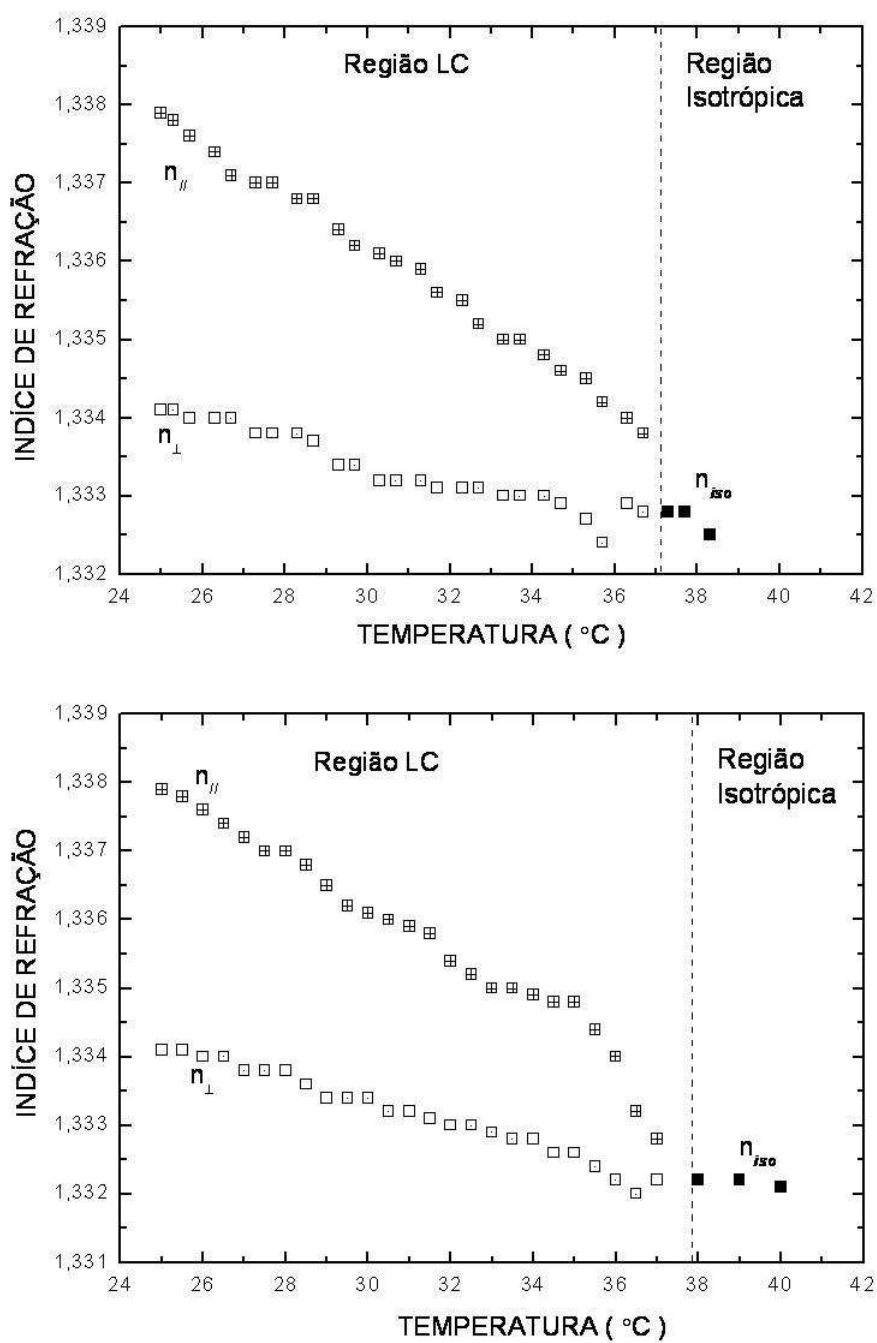 1,339
Região LC
Região
Isotrópica
1,338
n//
1,337
1,336
1,335
1,334
n⊥
1,333
niso
1,332
INDÍCE DE REFRAÇÃO
24 26 28 30 32 34 36 38 40 42
TEMPERATURA ( °C )
1,339
Região LC
Região
Isotrópica
n//
1,338
1,337
1,336
1,335
1,334
n⊥
1,333
niso
1,332
1,331
INDÍCE DE REFRAÇÃO
24 26 28 30 32 34 36 38 40 42
TEMPERATURA ( °C )